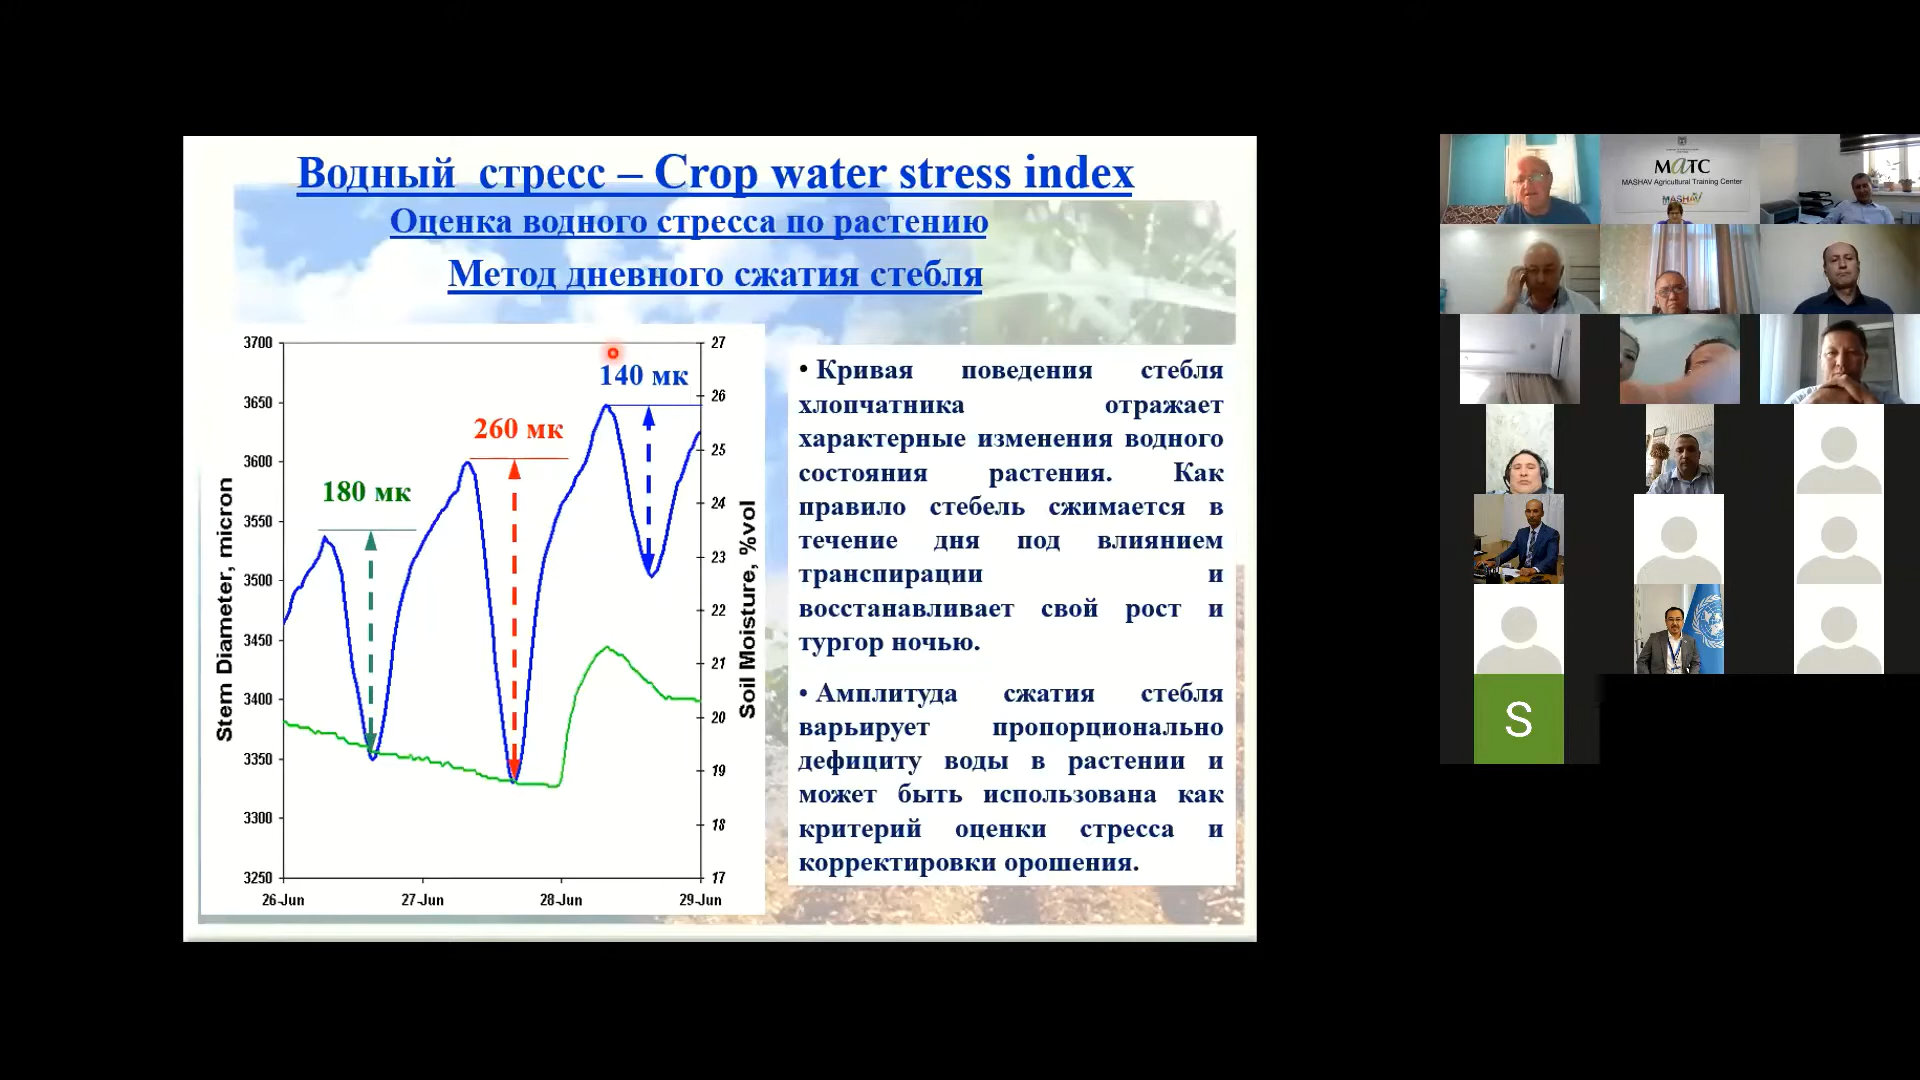 Водный стресс – Crop water stress index
Оценка водного стресса по растению
Метод дневного сжатия стебля
3700
3650
3600
3550
3500
3450
3400
3350
3300
3250
Stem Diameter, micron
26-Jun
27-Jun
28-Jun
29-Jun
180 мк
260 мк
140 мк
27
26
25
24
23
22
21
20
19
18
17
Soil Moisture, %vol
• Кривая поведения стебля
хлопчатника отражает
характерные изменения водного
состояния растения. Как
правило стебель сжимается в
течение дня под влиянием
транспирации и
восстанавливает свой рост и
тургор ночью.
• Амплитуда сжатия стебля
варьирует пропорционально
дефициту воды в растении и
может быть использована как
критерий оценки стресса и
корректировки орошения.
MATC
MASHAV Agricultural Training Center
MASHAV
S